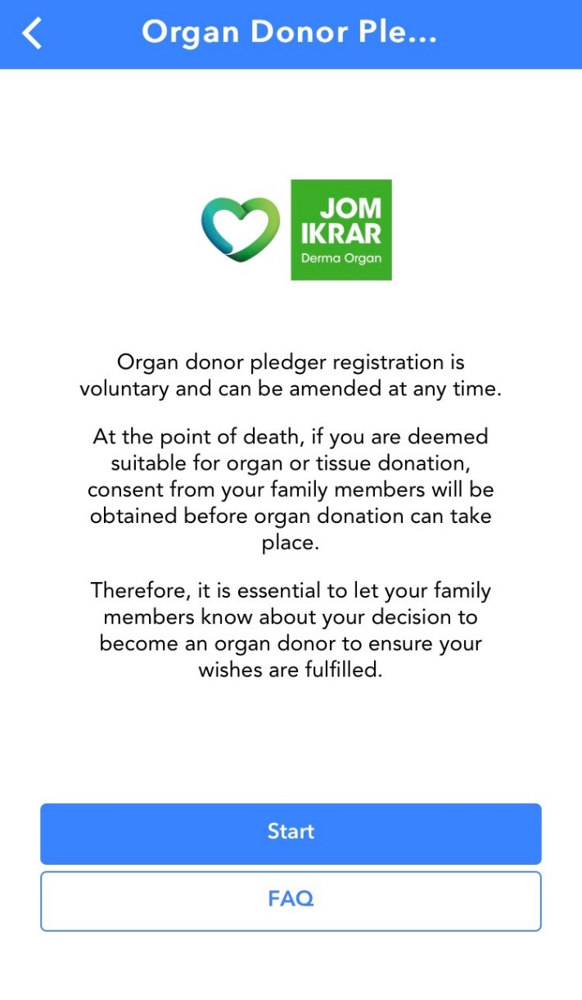 Organ Donor Ple...
JOM
IKRAR
Derma Organ
Organ donor pledger registration is
voluntary and can be amended at any time.
At the point of death, if you are deemed
suitable for organ or tissue donation,
consent from your family members will be
obtained before organ donation can take
place.
Therefore, it is essential to let your family
members know about your decision to
become an organ donor to ensure your
wishes are fulfilled.
Start
FAQ